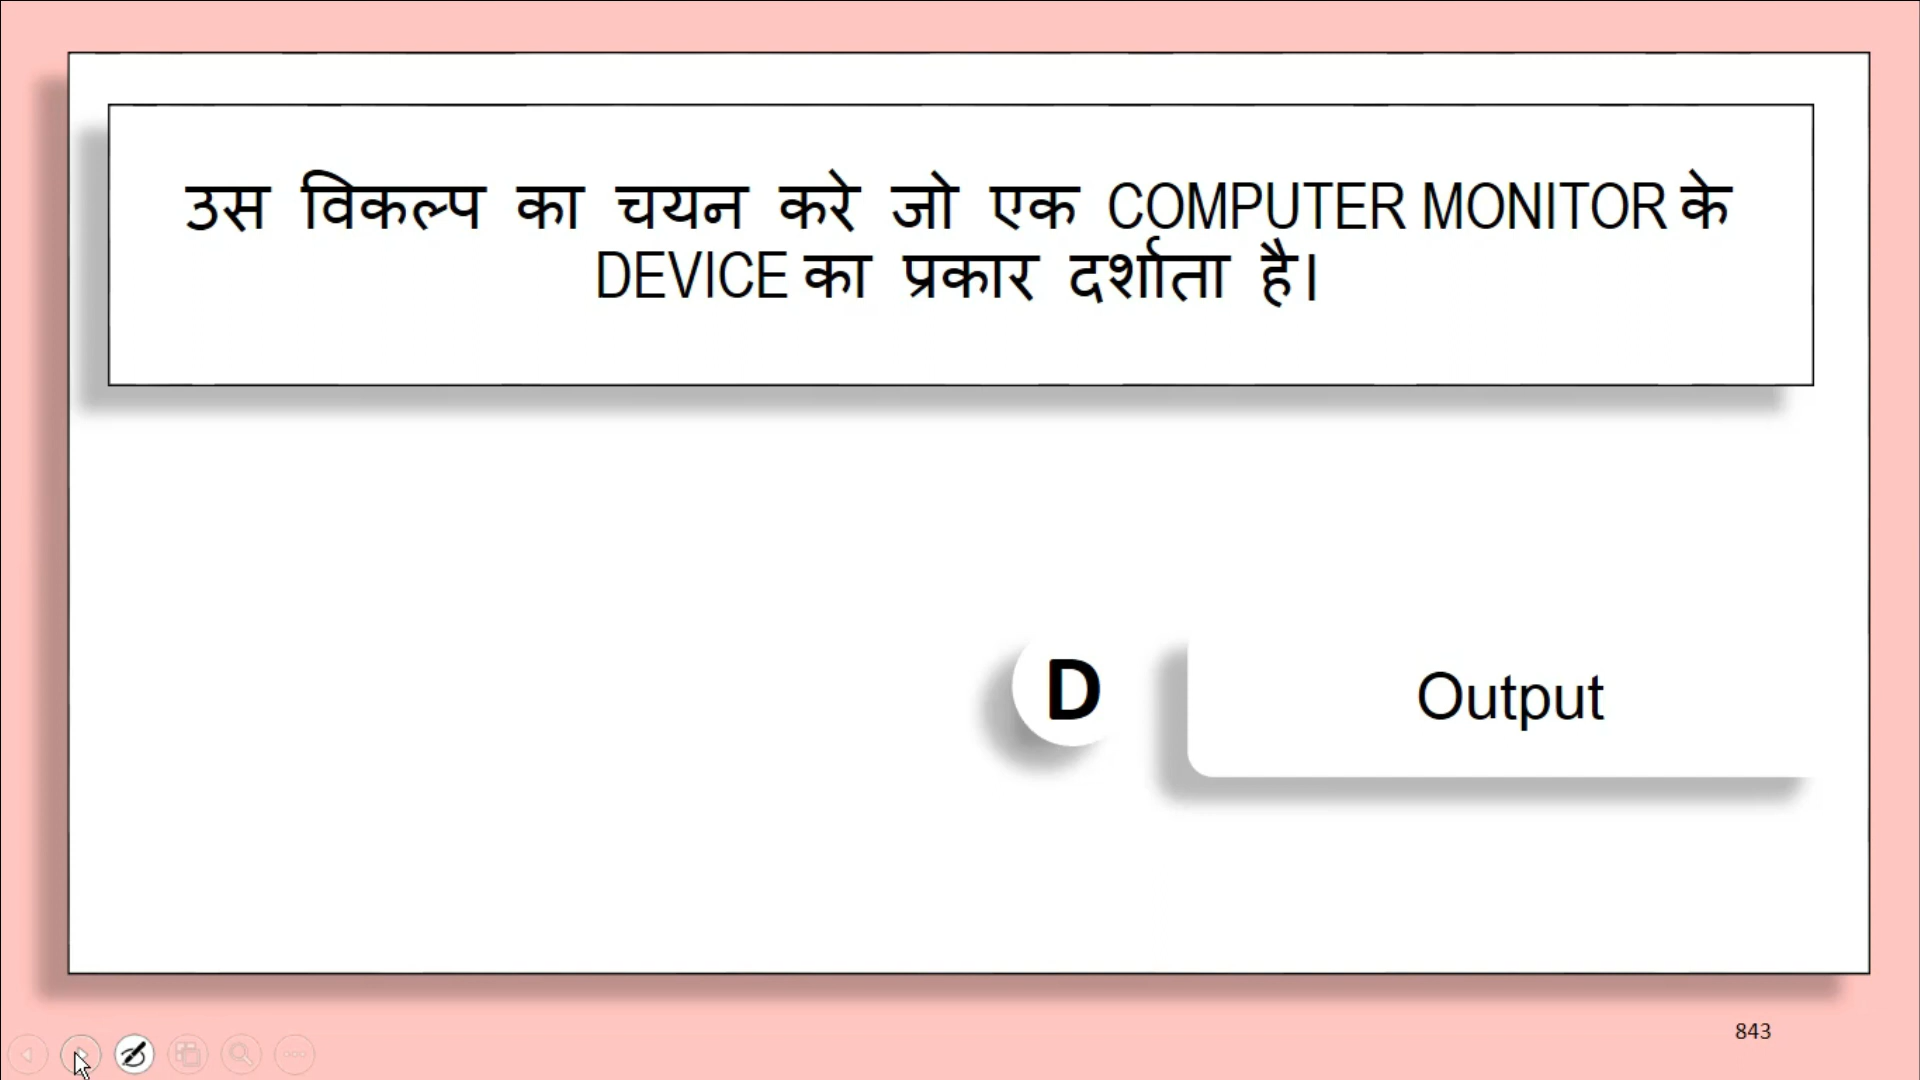 उस विकल्प का चयन करे जो एक COMPUTER MONITOR के
DEVICE का प्रकार दर्शाता है।
D Output
843